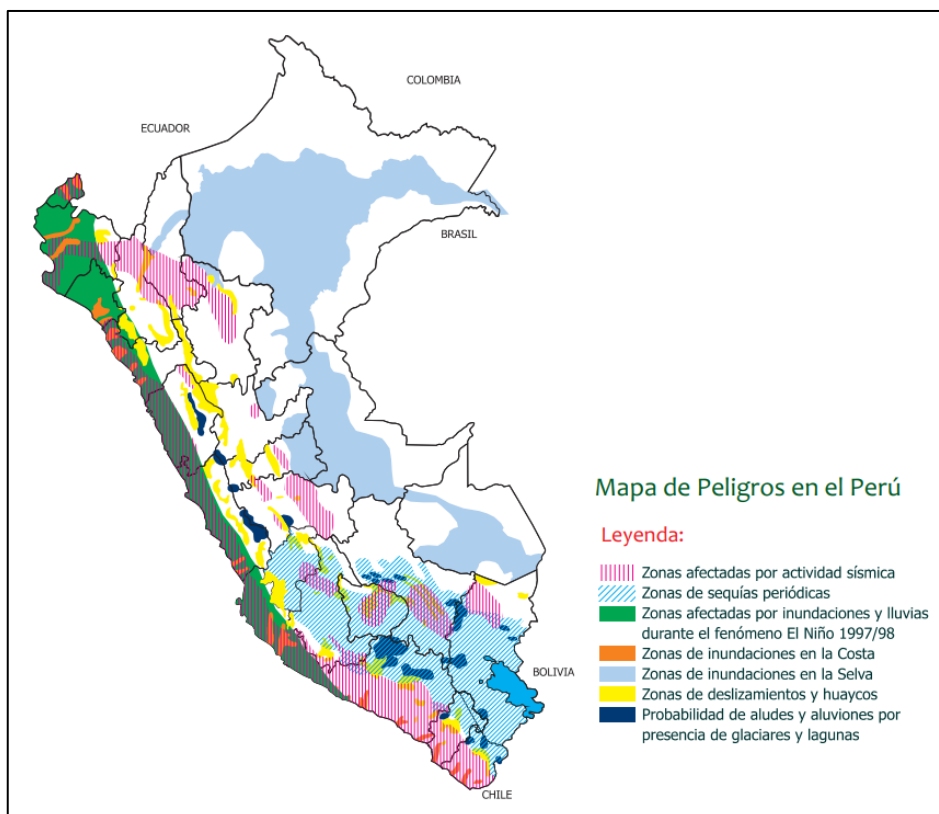 COLOMBIA
ECUADOR
BRASIL
Mapa de Peligros en el Perú
Leyenda:
Zonas afectadas por actividad sísmica
Zonas de sequías periódicas
Zonas afectadas por inundaciones y lluvias
durante el fenómeno El Niño 1997/98
Zonas de inundaciones en la Costa
Zonas de inundaciones en la Selva
Zonas de deslizamientos y huaycos
Probabilidad de aludes y aluviones por
presencia de glaciares y lagunas
BOLIVIA
CHILE